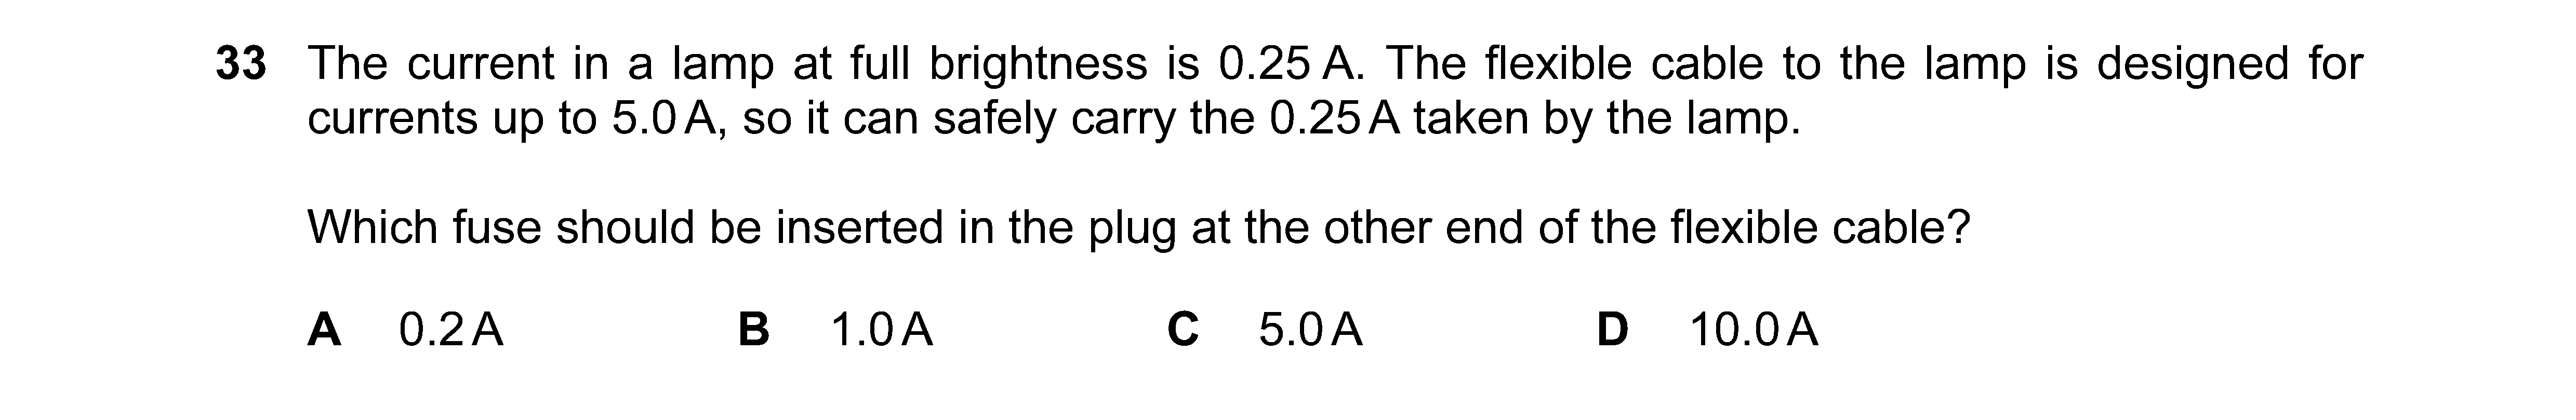 33 The current in a lamp at full brightness is 0.25 A. The flexible cable to the lamp is designed for
currents up to 5.0 A, so it can safely carry the 0.25 A taken by the lamp.
Which fuse should be inserted in the plug at the other end of the flexible cable?
A 0.2 A B 1.0 A C 5.0 A D 10.0 A